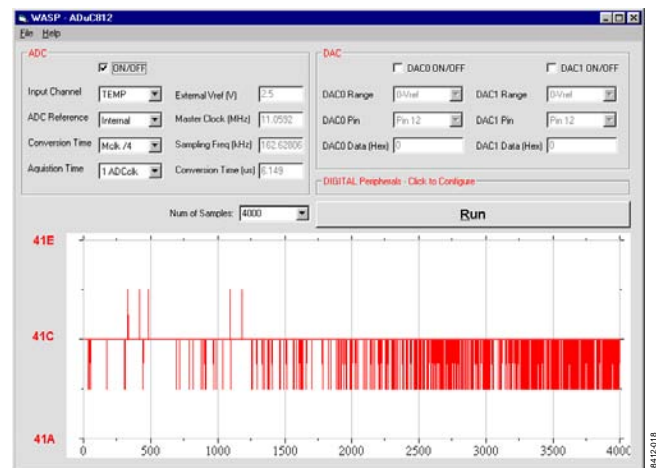 WASP - ADuC812
File Help
ADC
ON/OFF
Input Channel TEMP External Vref (V) 2.5
ADC Reference Internal Master Clock (MHz) 11.0592
Conversion Time Mclk /4 Sampling Freq (kHz) 162.62806
Aquistion Time 1 ADCclk Conversion Time (us) 6.149
DAC
DAC0 ON/OFF DAC1 ON/OFF
DAC0 Range 0-Vref DAC1 Range 0-Vref
DAC0 Pin Pin 12 DAC1 Pin Pin 12
DAC0 Data (Hex) 0 DAC1 Data (Hex) 0
DIGITAL Peripherals - Click to Configure
Num of Samples: 4000
Run
41E
41C
41A
0 500 1000 1500 2000 2500 3000 3500 4000
8412-018